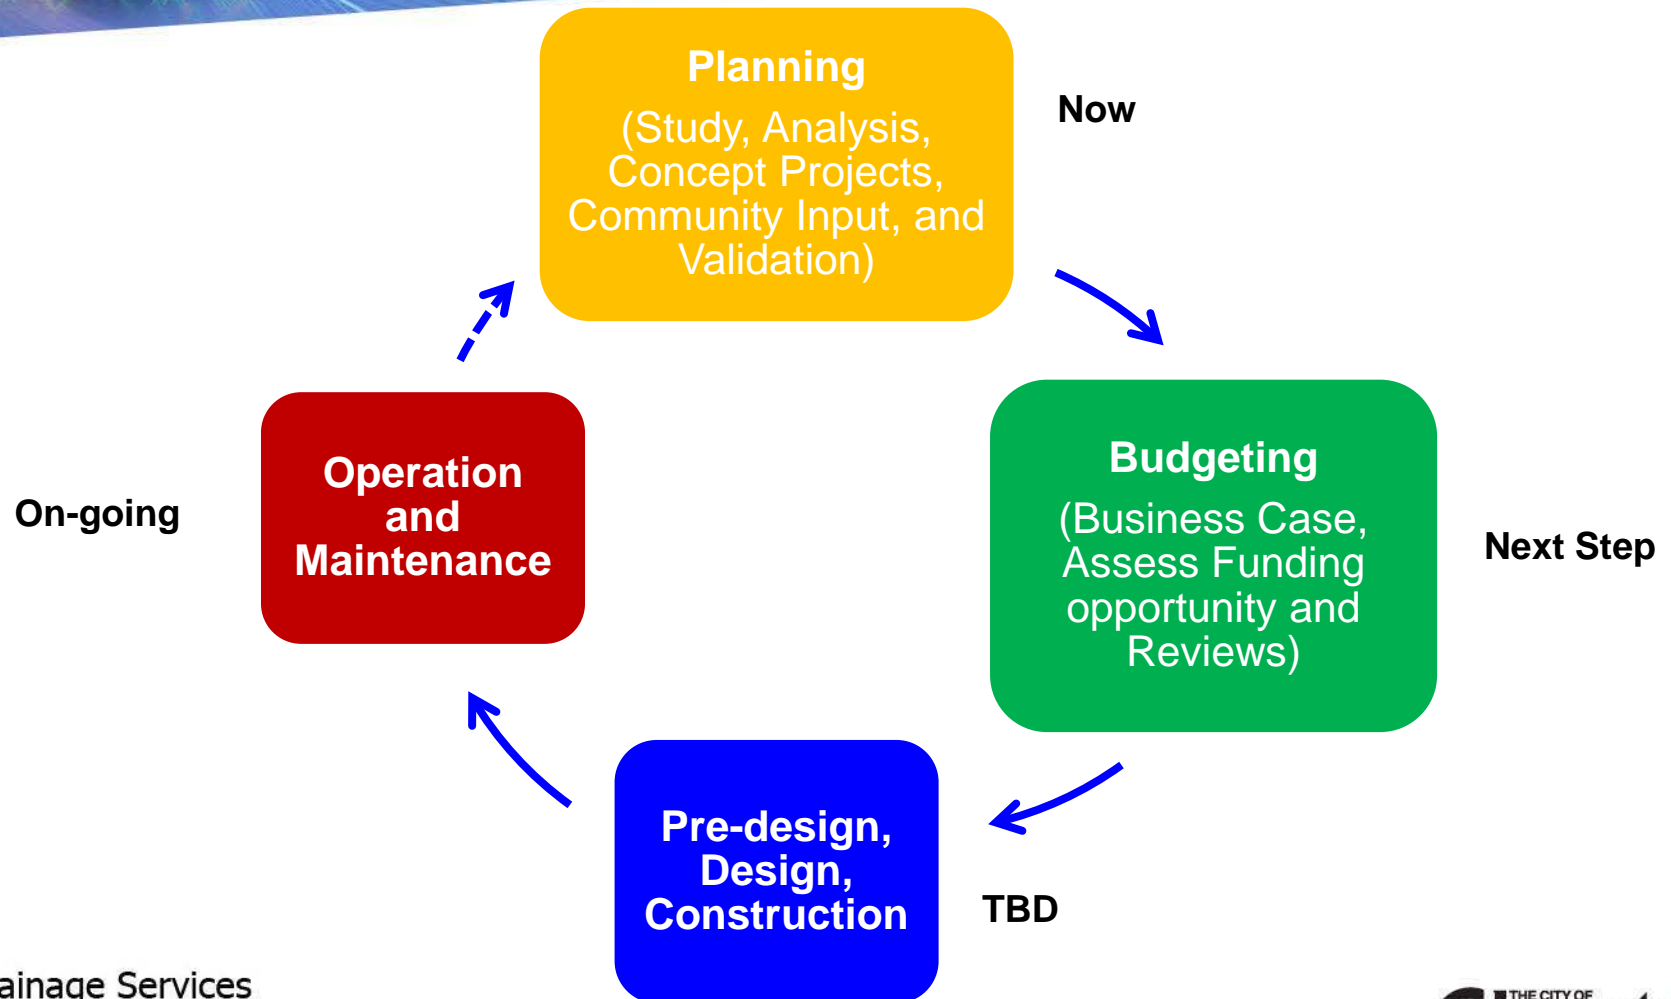 Planning
(Study, Analysis,
Concept Projects,
Community Input, and
Validation)
Now
Operation
and
Maintenance
On-going
Budgeting
(Business Case,
Assess Funding
opportunity and
Reviews)
Next Step
Pre-design,
Design,
Construction
TBD
ainage Services
THE CITY OF